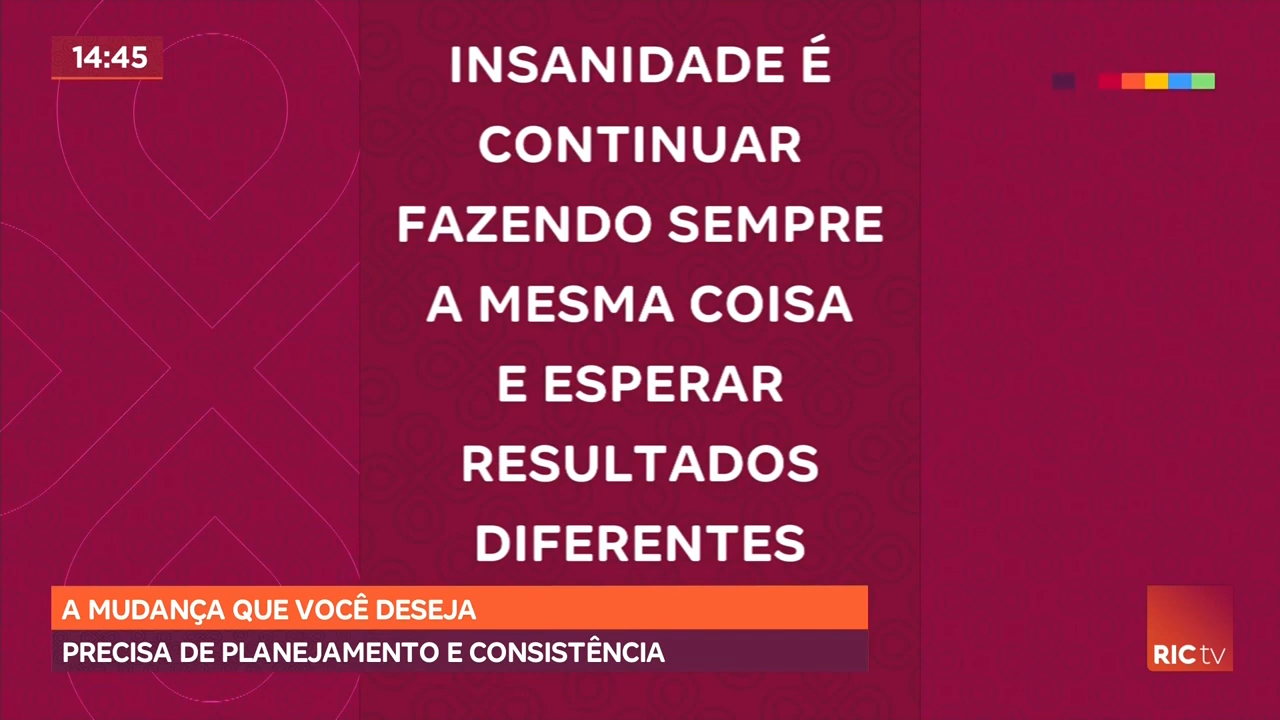 14:45
INSANIDADE É
CONTINUAR
FAZENDO SEMPRE
A MESMA COISA
E ESPERAR
RESULTADOS
DIFERENTES
A MUDANÇA QUE VOCÊ DESEJA
PRECISA DE PLANEJAMENTO E CONSISTÊNCIA
RIC tv